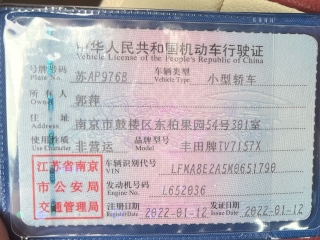 中华人民共和国机动车行驶证
Vehicle License of the People's Republic of China
号牌号码 苏AP976B 车辆类型 小型轿车
Plate No. Vehicle Type
所有人 郭萍
Owner
住址 南京市鼓楼区东柏果园54号301室
Address
使用性质 非营运 品牌型号 丰田牌TV7157X
Use Character Model
江苏省南京
市公安局
交通管理局
车辆识别代号 LFMA8E2A5M0651790
VIN
发动机号码 L652036
Engine No.
注册日期 2022-01-12 发证日期 2022-01-12
Register Date Issue Date